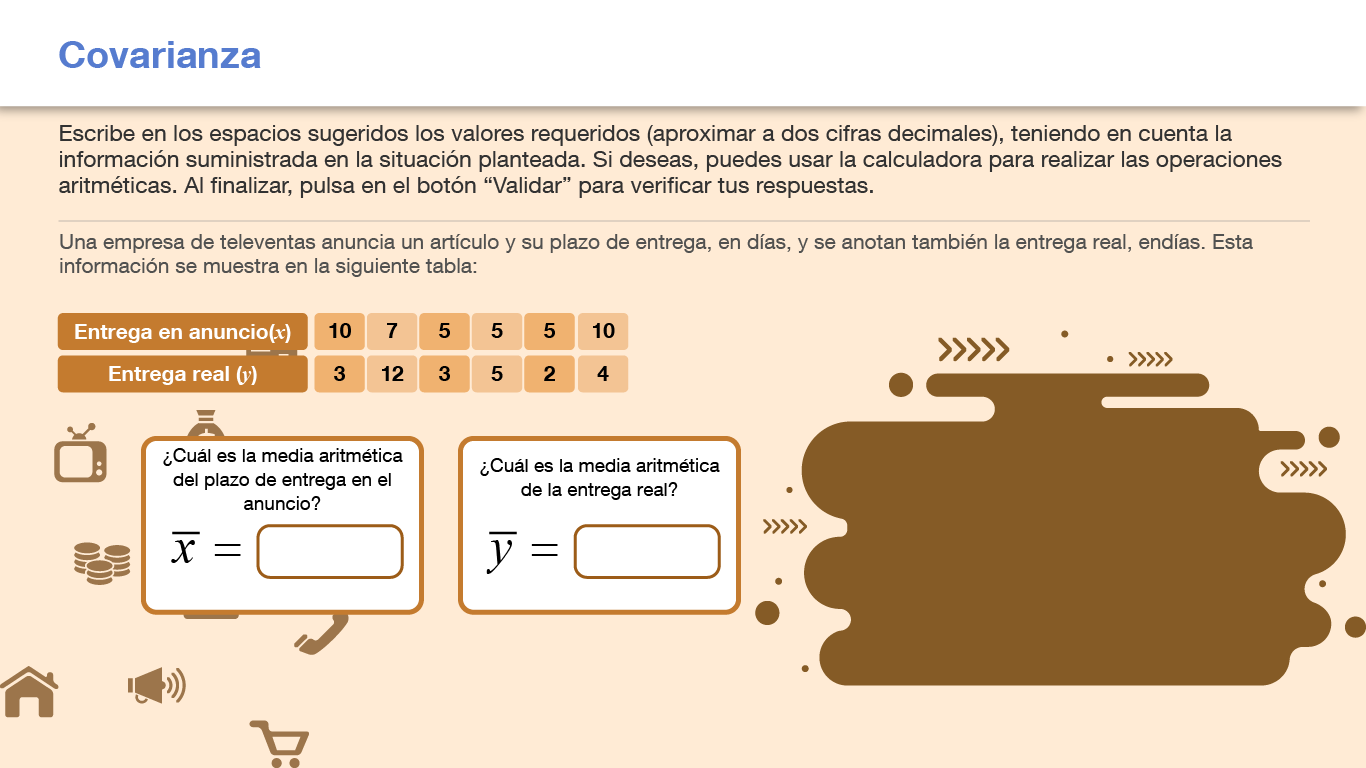 Covarianza
Escribe en los espacios sugeridos los valores requeridos (aproximar a dos cifras decimales), teniendo en cuenta la
información suministrada en la situación planteada. Si deseas, puedes usar la calculadora para realizar las operaciones
aritméticas. Al finalizar, pulsa en el botón “Validar” para verificar tus respuestas.
Una empresa de televentas anuncia un artículo y su plazo de entrega, en días, y se anotan también la entrega real, endías. Esta
información se muestra en la siguiente tabla:
Entrega en anuncio(x) 10 7 5 5 5 10
Entrega real (y) 3 12 3 5 2 4
¿Cuál es la media aritmética
del plazo de entrega en el
anuncio?
x̅ =
¿Cuál es la media aritmética
de la entrega real?
y̅ =